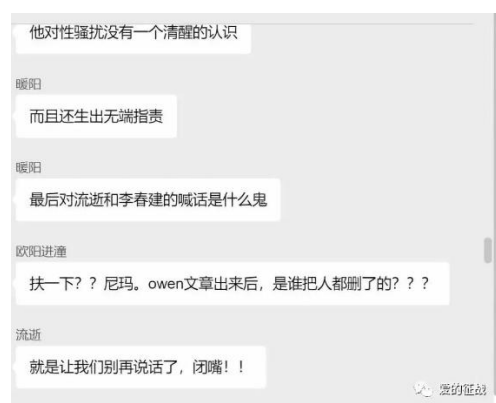 他对性骚扰没有一个清醒的认识
暖阳
而且还生出无端指责
暖阳
最后对流逝和李春建的喊话是什么鬼
欧阳进潼
扶一下？？尼玛。owen文章出来后，是谁把人都删了的？？？
流逝
就是让我们别再说话了，闭嘴！！
爱的征战